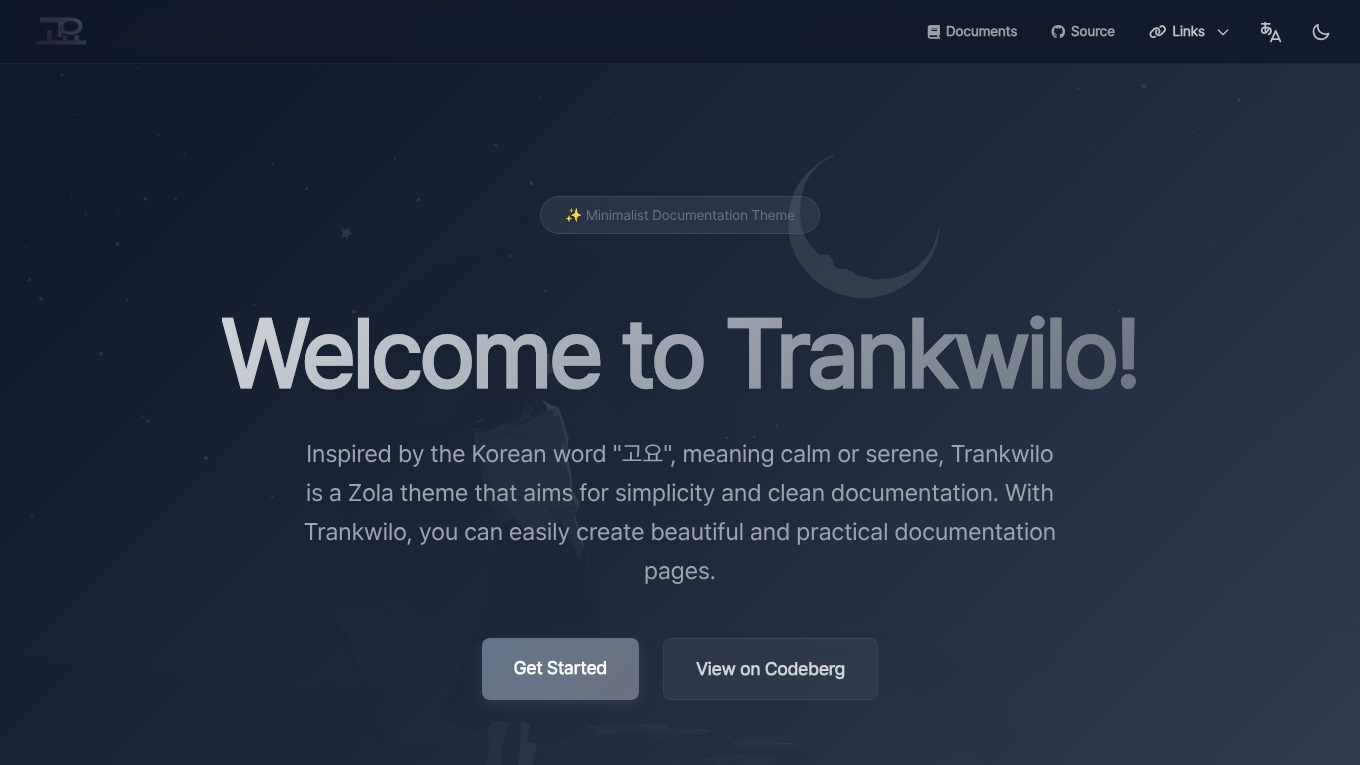 Documents
Source
Links
✨ Minimalist Documentation Theme
Welcome to Trankwilo!
Inspired by the Korean word "고요", meaning calm or serene, Trankwilo
is a Zola theme that aims for simplicity and clean documentation. With
Trankwilo, you can easily create beautiful and practical documentation
pages.
Get Started
View on Codeberg